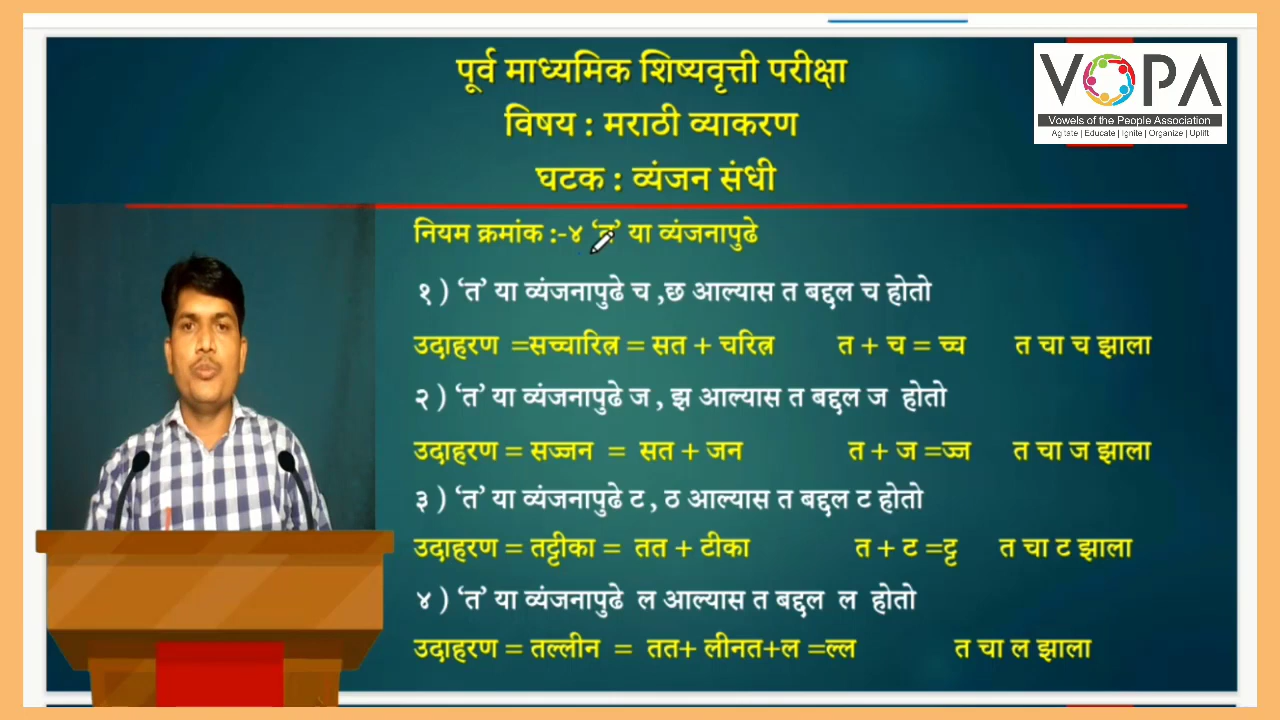 पूर्व माध्यमिक शिष्यवृत्ती परीक्षा
विषय : मराठी व्याकरण
घटक : व्यंजन संधी
VOPA
Vowels of the People Association
Agitate | Educate | Ignite | Organize | Uplift
नियम क्रमांक :-४ ‘त’ या व्यंजनापुढे
१ ) ‘त’ या व्यंजनापुढे च ,छ आल्यास त बद्दल च होतो
उदाहरण =सच्चारित्र = सत + चरित्र त + च = च्च त चा च झाला
२ ) ‘त’ या व्यंजनापुढे ज , झ आल्यास त बद्दल ज होतो
उदाहरण = सज्जन = सत + जन त + ज =ज्ज त चा ज झाला
३ ) ‘त’ या व्यंजनापुढे ट , ठ आल्यास त बद्दल ट होतो
उदाहरण = तट्टीका = तत + टीका त + ट =ट्ट त चा ट झाला
४ ) ‘त’ या व्यंजनापुढे ल आल्यास त बद्दल ल होतो
उदाहरण = तल्लीन = तत+ लीनत+ल =ल्ल त चा ल झाला